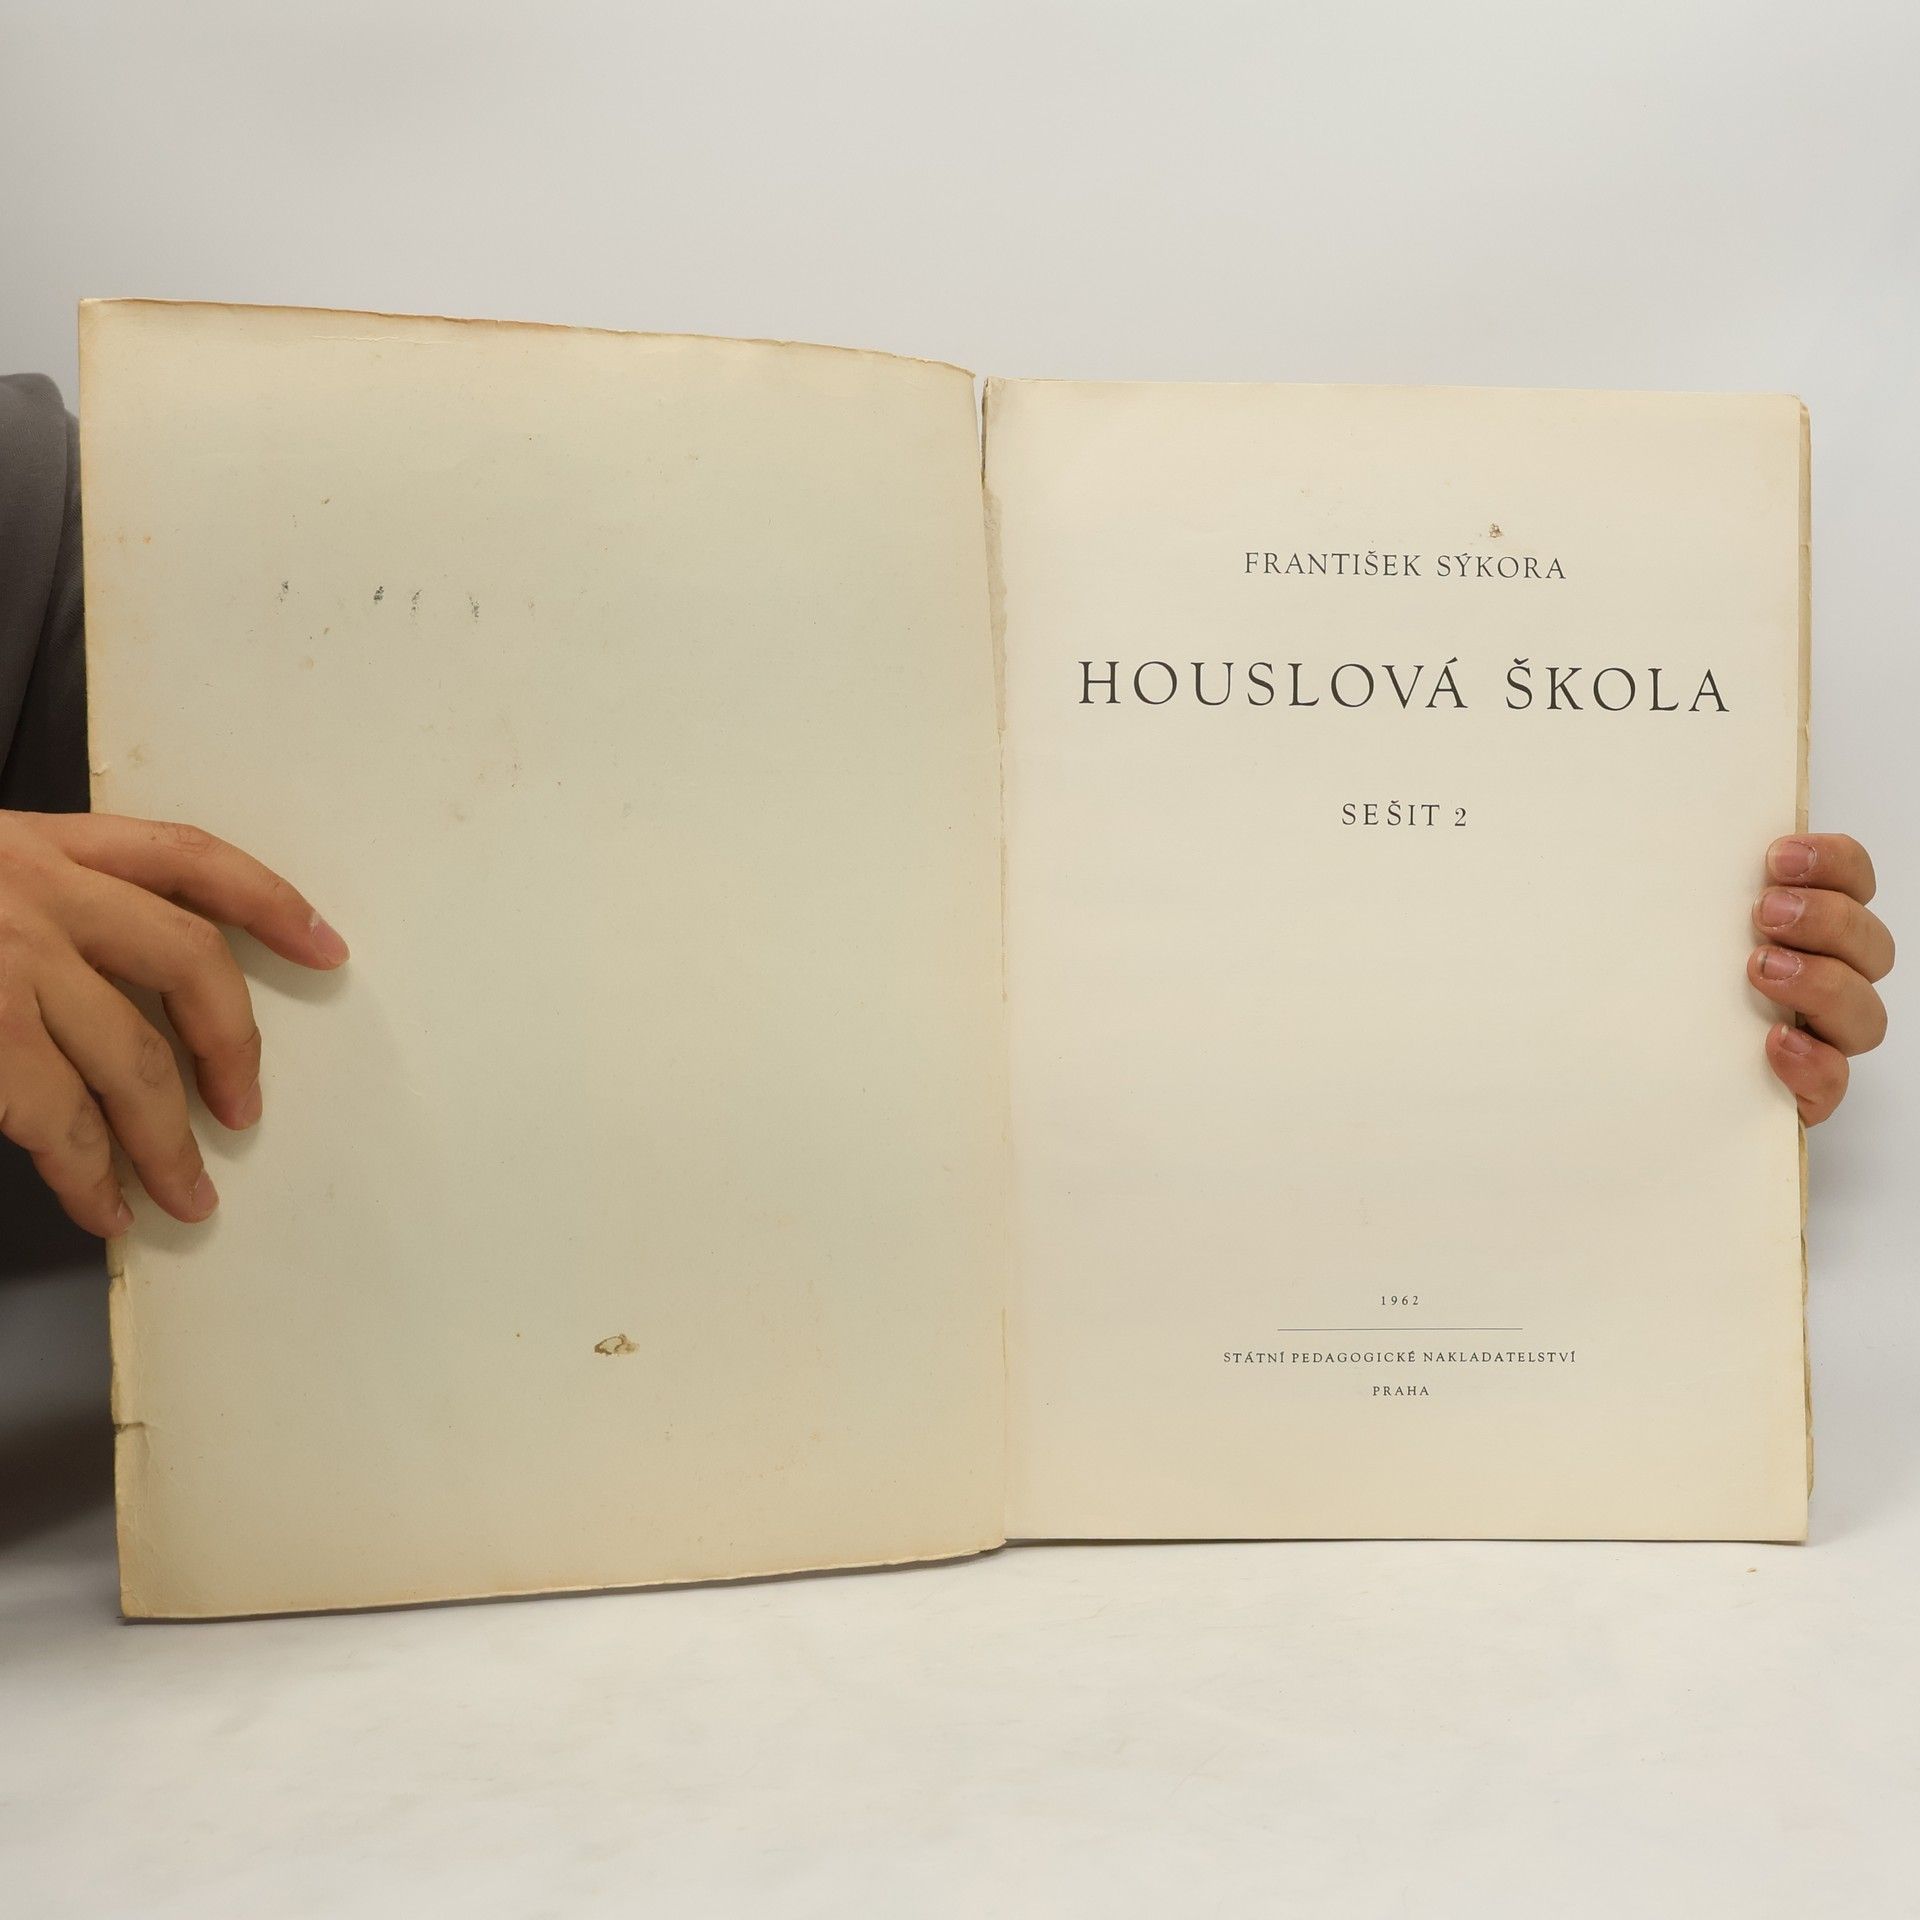 FRANTIŠEK SÝKORA
HOUSLOVÁ ŠKOLA
SEŠIT 2
1962
STÁTNÍ PEDAGOGICKÉ NAKLADATELSTVÍ
PRAHA